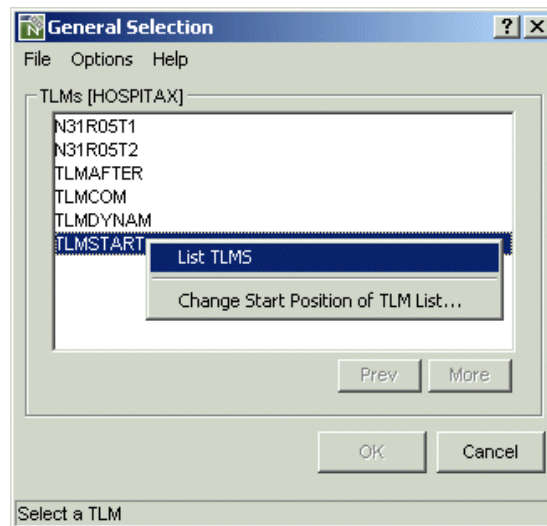 General Selection
File Options Help
TLMs [HOSPITAX]
N31R05T1
N31R05T2
TLMAFTER
TLMCOM
TLMDYNAM
TLMSTART
List TLMS
Change Start Position of TLM List...
Prev More
OK Cancel
Select a TLM